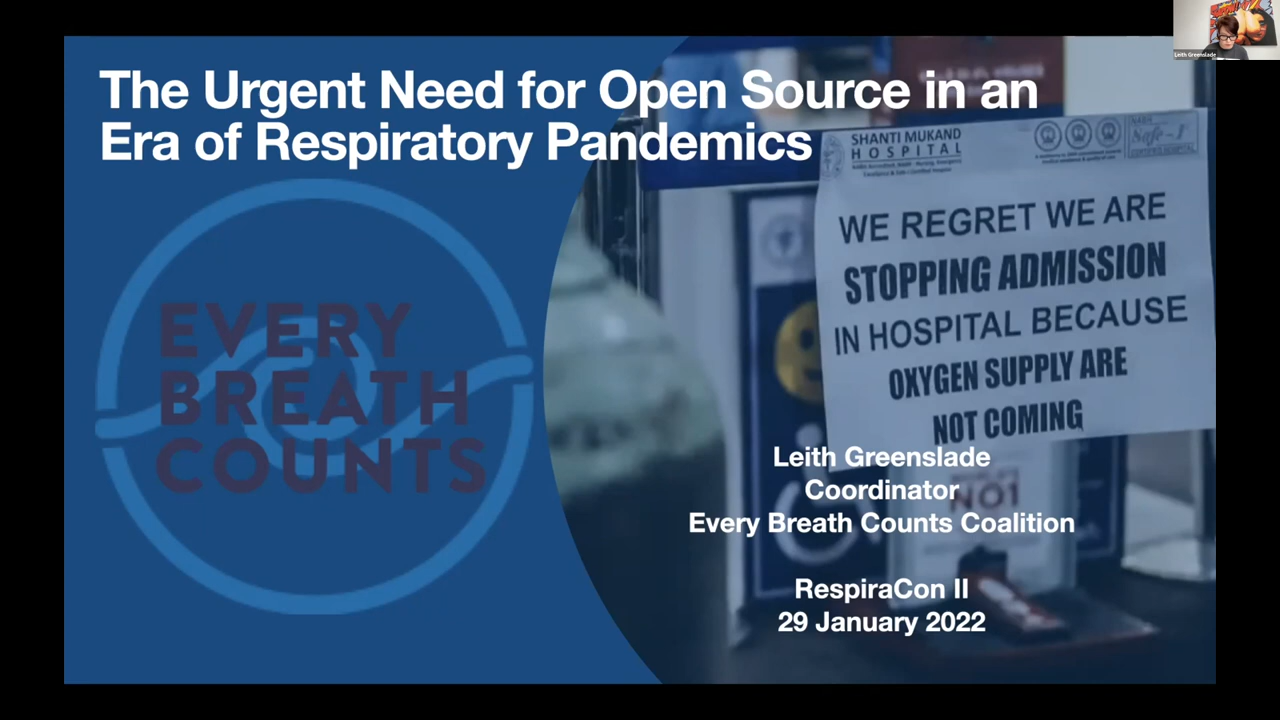 Leith Greenslade
The Urgent Need for Open Source in an
Era of Respiratory Pandemics
EVERY
BREATH
COUNTS
SHANTI MUKAND
HOSPITAL
WE REGRET WE ARE
STOPPING ADMISSION
IN HOSPITAL BECAUSE
OXYGEN SUPPLY ARE
NOT COMING
Leith Greenslade
Coordinator
Every Breath Counts Coalition
RespiraCon II
29 January 2022